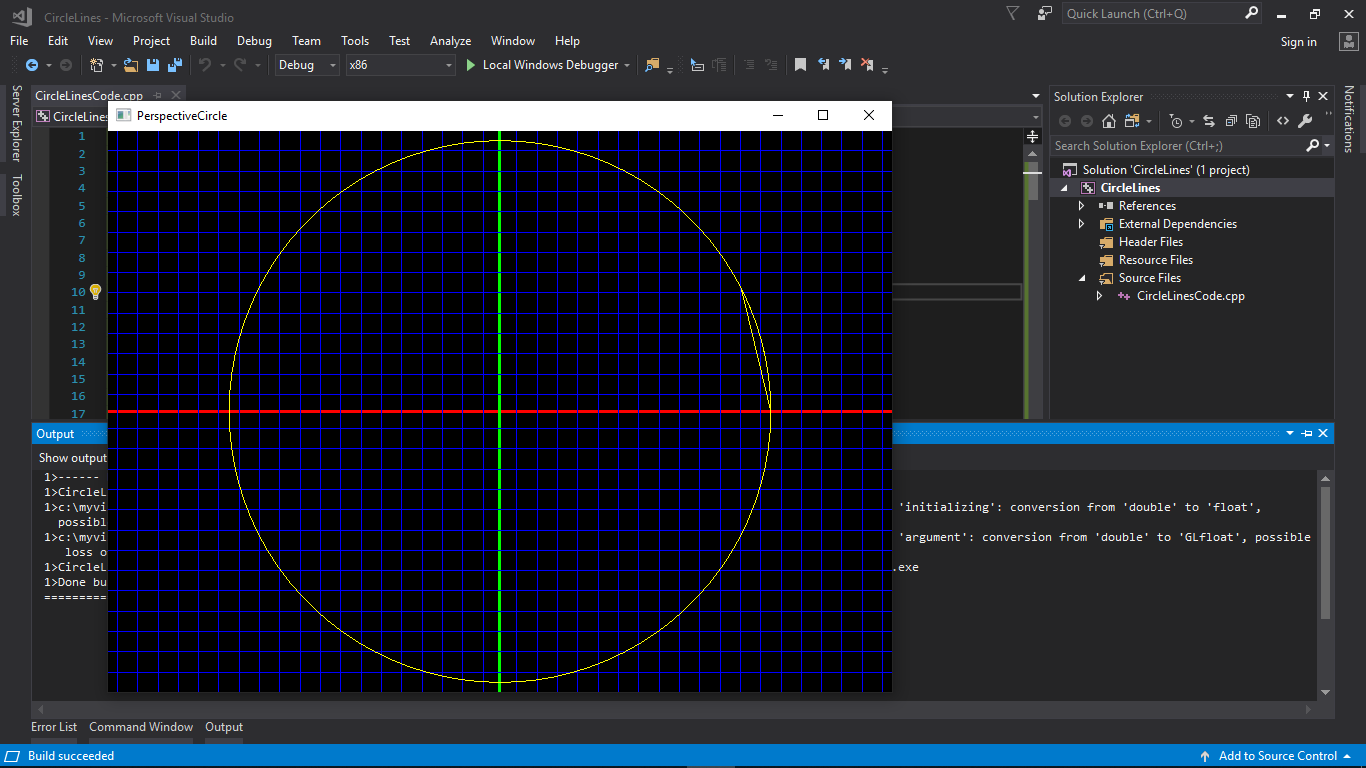 CircleLines - Microsoft Visual Studio
Quick Launch (Ctrl+Q)
File Edit View Project Build Debug Team Tools Test Analyze Window Help
Sign in
Debug x86 Local Windows Debugger
Server Explorer
Toolbox
Notifications
CircleLinesCode.cpp
CircleLines
PerspectiveCircle
1
2
3
4
5
6
7
8
9
10
11
12
13
14
15
16
17
Solution Explorer
Search Solution Explorer (Ctrl+;)
Solution 'CircleLines' (1 project)
CircleLines
References
External Dependencies
Header Files
Resource Files
Source Files
CircleLinesCode.cpp
Output
Show output
1>------
1>CircleL
1>c:\myvi 'initializing': conversion from 'double' to 'float',
possibl
1>c:\myvi 'argument': conversion from 'double' to 'GLfloat', possible
loss o
1>CircleL .exe
1>Done bu
==========
Error List Command Window Output
Build succeeded
Add to Source Control